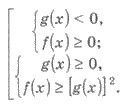 g(x) < 0,
f(x) ≥ 0;
g(x) ≥ 0,
f(x) ≥ [g(x)]².